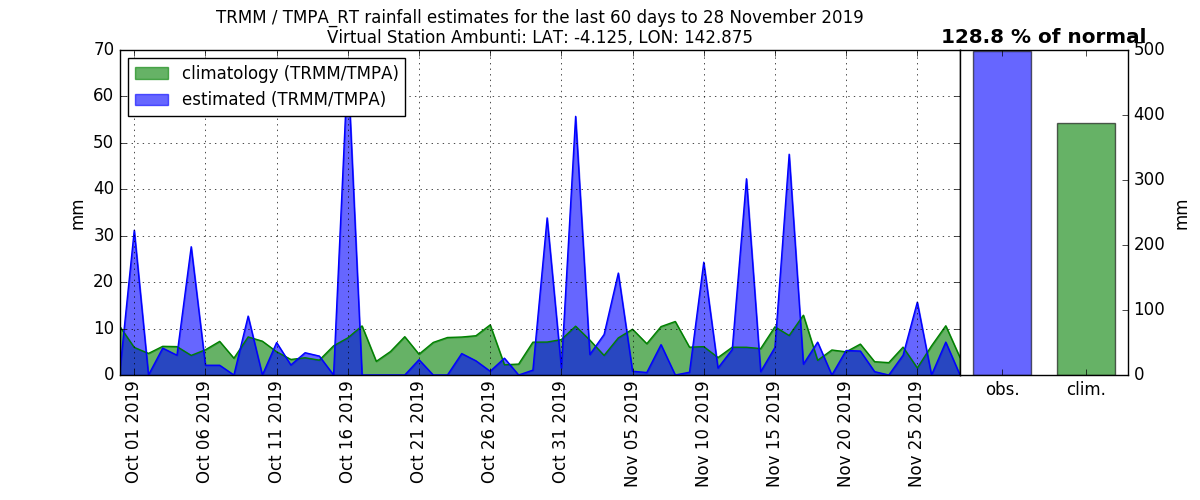 TRMM / TMPA_RT rainfall estimates for the last 60 days to 28 November 2019
Virtual Station Ambunti: LAT: -4.125, LON: 142.875
128.8 % of normal
climatology (TRMM/TMPA)
estimated (TRMM/TMPA)
70
60
50
40
30
20
10
0
mm
Oct 01 2019
Oct 06 2019
Oct 11 2019
Oct 16 2019
Oct 21 2019
Oct 26 2019
Oct 31 2019
Nov 05 2019
Nov 10 2019
Nov 15 2019
Nov 20 2019
Nov 25 2019
obs.
clim.
500
400
300
200
100
0
mm